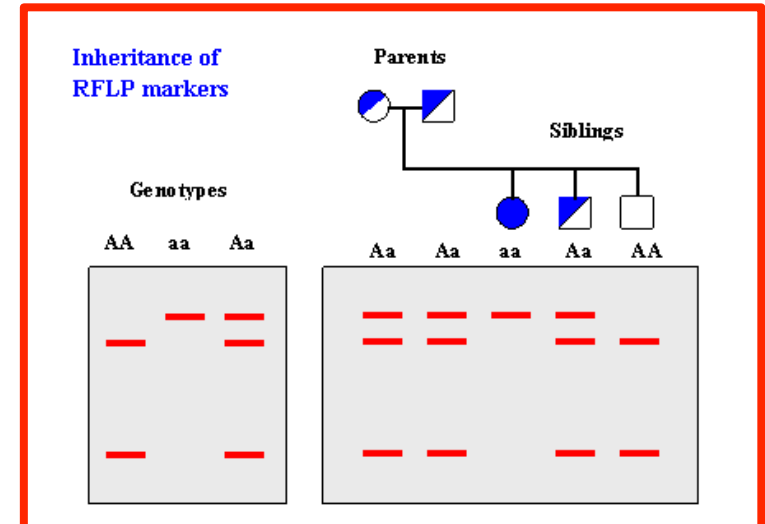 Inheritance of
RFLP markers
Parents
Siblings
Genotypes
AA aa Aa
Aa Aa aa Aa AA